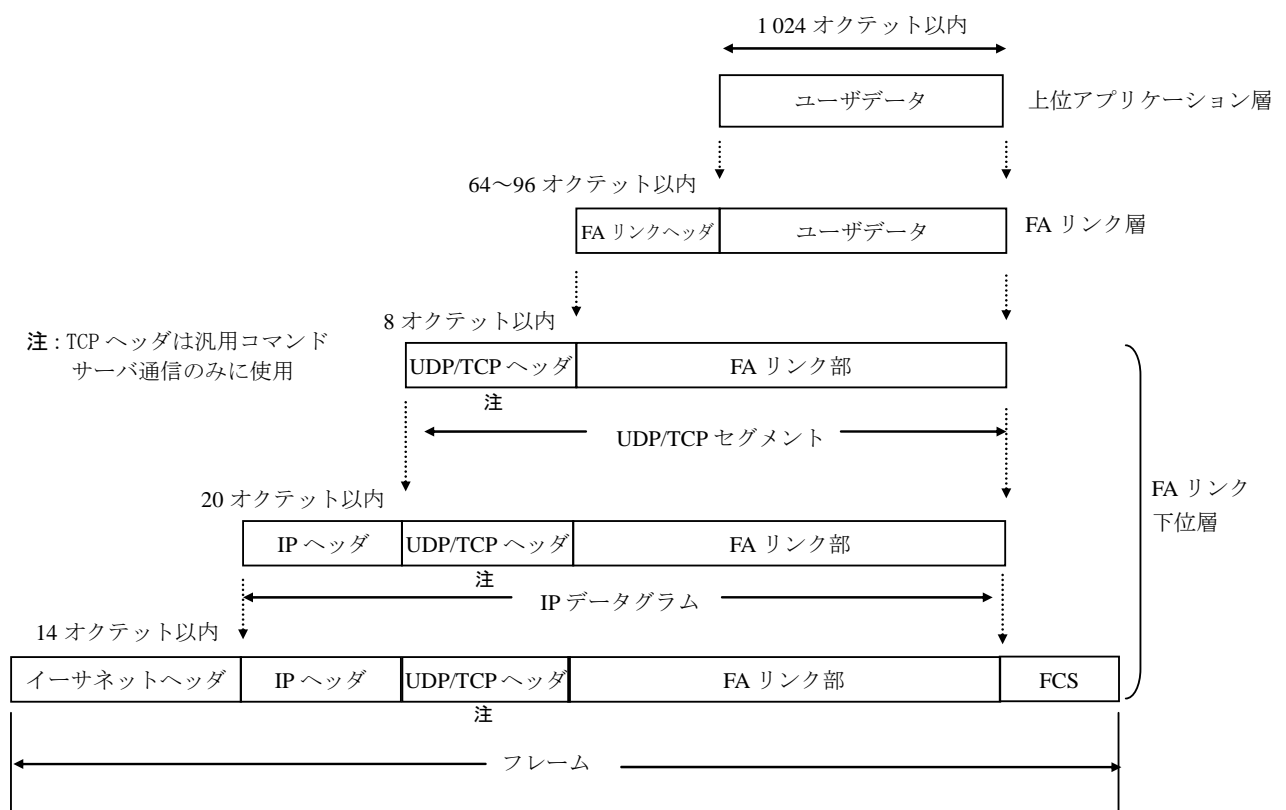 1 024 オクテット以内
ユーザデータ
上位アプリケーション層
64～96 オクテット以内
FA リンクヘッダ
ユーザデータ
FA リンク層
8 オクテット以内
注 : TCP ヘッダは汎用コマンド
サーバ通信のみに使用
UDP/TCP ヘッダ
FA リンク部
注
UDP/TCP セグメント
FA リンク
下位層
20 オクテット以内
IP ヘッダ
UDP/TCP ヘッダ
FA リンク部
注
IP データグラム
14 オクテット以内
イーサネットヘッダ
IP ヘッダ
UDP/TCP ヘッダ
FA リンク部
FCS
注
フレーム